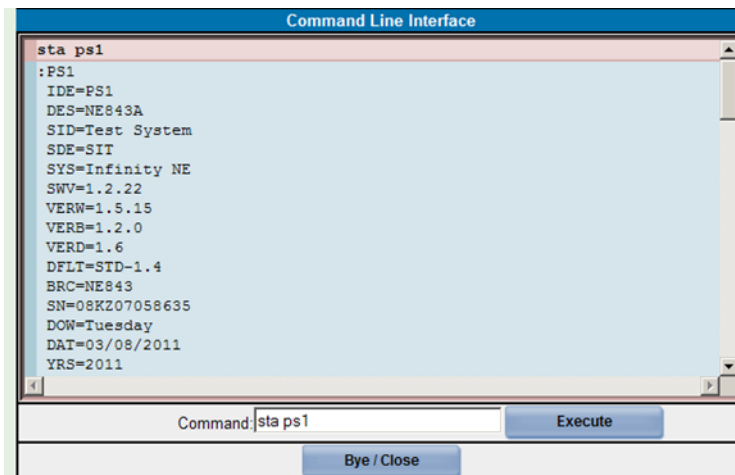 Command Line Interface
sta ps1
:PS1
IDE=PS1
DES=NE843A
SID=Test System
SDE=SIT
SYS=Infinity NE
SWV=1.2.22
VERW=1.5.15
VERB=1.2.0
VERD=1.6
DFLT=STD-1.4
BRC=NE843
SN=08KZ07058635
DOW=Tuesday
DAT=03/08/2011
YRS=2011
Command: sta ps1 Execute
Bye / Close